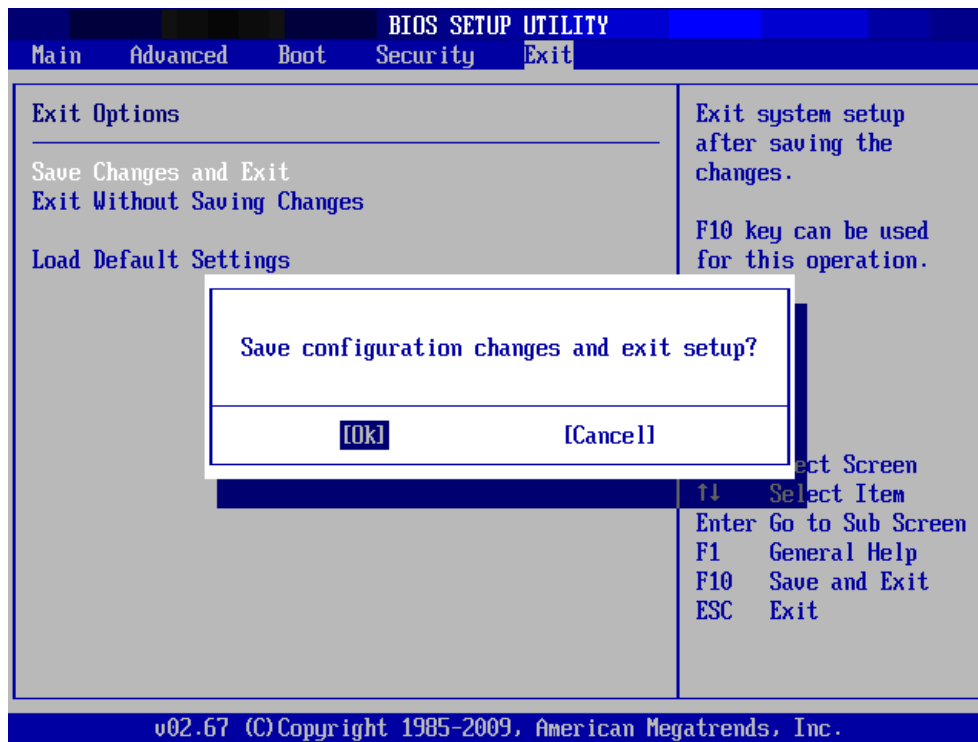 BIOS SETUP UTILITY
Main Advanced Boot Security Exit
Exit Options
Save Changes and Exit
Exit Without Saving Changes
Load Default Settings
Exit system setup
after saving the
changes.
F10 key can be used
for this operation.
Save configuration changes and exit setup?
[Ok] [Cancel]
ect Screen
↑↓ Select Item
Enter Go to Sub Screen
F1 General Help
F10 Save and Exit
ESC Exit
v02.67 (C)Copyright 1985-2009, American Megatrends, Inc.